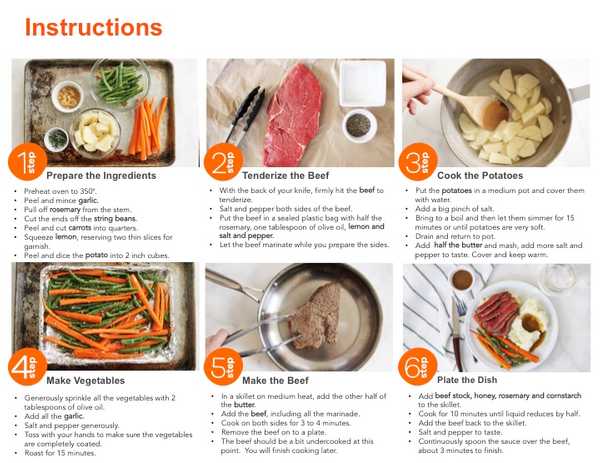 Instructions
1 step
Prepare the Ingredients
• Preheat oven to 350°.
• Peel and mince garlic.
• Pull off rosemary from the stem.
• Cut the ends off the string beans.
• Peel and cut carrots into quarters.
• Squeeze lemon, reserving two thin slices for
garnish.
• Peel and dice the potato into 2 inch cubes.
2 step
Tenderize the Beef
• With the back of your knife, firmly hit the beef to
tenderize.
• Salt and pepper both sides of the beef.
• Put the beef in a sealed plastic bag with half the
rosemary, one tablespoon of olive oil, lemon and
salt and pepper.
• Let the beef marinate while you prepare the sides.
3 step
Cook the Potatoes
• Put the potatoes in a medium pot and cover them
with water.
• Add a big pinch of salt.
• Bring to a boil and then let them simmer for 15
minutes or until potatoes are very soft.
• Drain and return to pot.
• Add half the butter and mash, add more salt and
pepper to taste. Cover and keep warm.
4 step
Make Vegetables
• Generously sprinkle all the vegetables with 2
tablespoons of olive oil.
• Add all the garlic.
• Salt and pepper generously.
• Toss with your hands to make sure the vegetables
are completely coated.
• Roast for 15 minutes.
5 step
Make the Beef
• In a skillet on medium heat, add the other half of
the butter.
• Add the beef, including all the marinade.
• Cook on both sides for 3 to 4 minutes.
• Remove the beef on to a plate.
• The beef should be a bit undercooked at this
point. You will finish cooking later.
6 step
Plate the Dish
• Add beef stock, honey, rosemary and cornstarch
to the skillet.
• Cook for 10 minutes until liquid reduces by half.
• Add the beef back to the skillet.
• Salt and pepper to taste.
• Continuously spoon the sauce over the beef,
about 3 minutes to finish.